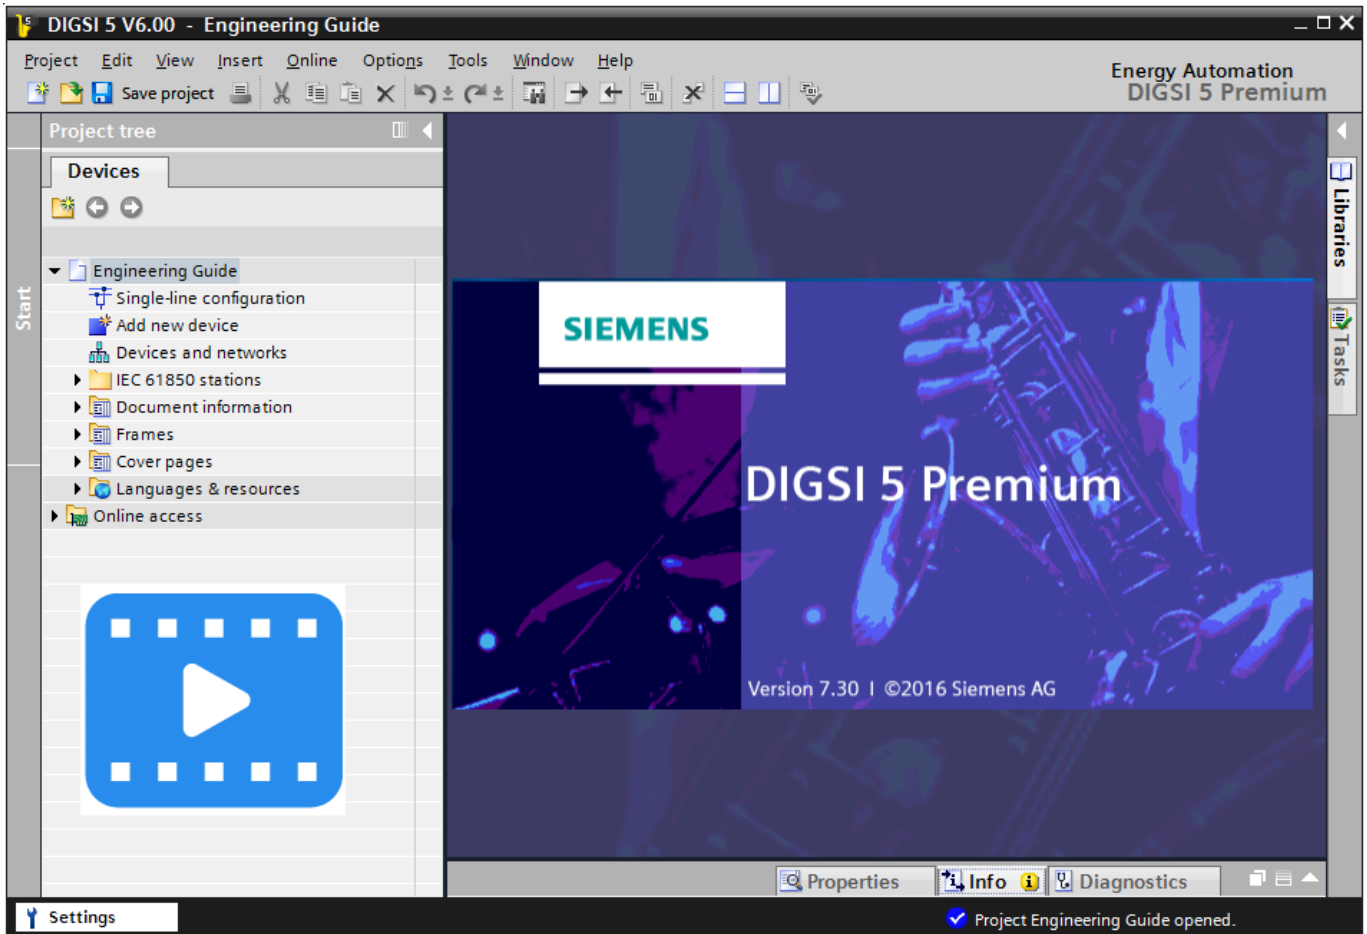 DIGSI 5 V6.00 - Engineering Guide
Project Edit View Insert Online Options Tools Window Help
Save project
Energy Automation
DIGSI 5 Premium
Project tree
Devices
Start
Engineering Guide
Single-line configuration
Add new device
Devices and networks
IEC 61850 stations
Document information
Frames
Cover pages
Languages & resources
Online access
SIEMENS
DIGSI 5 Premium
Version 7.30 | ©2016 Siemens AG
Libraries
Tasks
Properties Info Diagnostics
Settings
Project Engineering Guide opened.